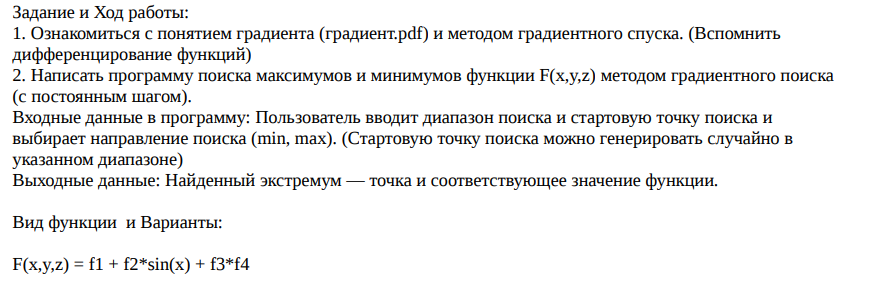 Задание и Ход работы:
1. Ознакомиться с понятием градиента (градиент.pdf) и методом градиентного спуска. (Вспомнить
дифференцирование функций)
2. Написать программу поиска максимумов и минимумов функции F(x,y,z) методом градиентного поиска
(с постоянным шагом).
Входные данные в программу: Пользователь вводит диапазон поиска и стартовую точку поиска и
выбирает направление поиска (min, max). (Стартовую точку поиска можно генерировать случайно в
указанном диапазоне)
Выходные данные: Найденный экстремум — точка и соответствующее значение функции.
Вид функции и Варианты:
F(x,y,z) = f1 + f2*sin(x) + f3*f4